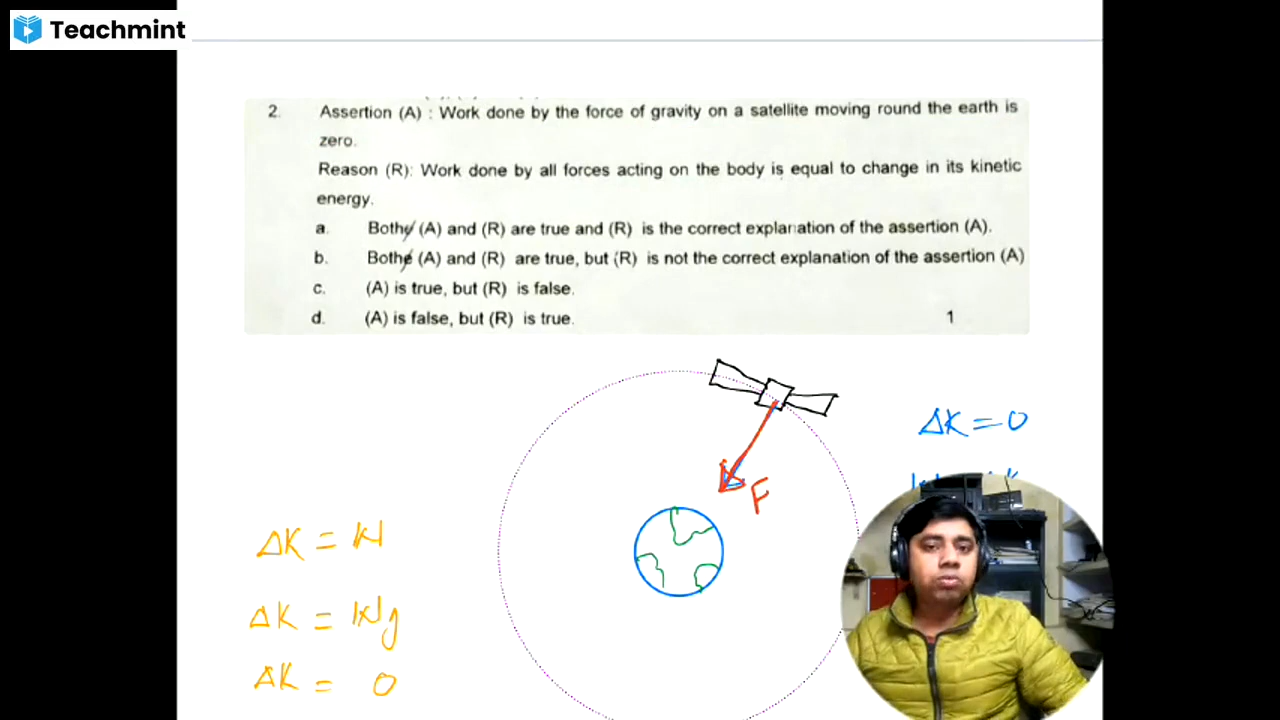 Teachmint
2. Assertion (A) : Work done by the force of gravity on a satellite moving round the earth is
zero.
Reason (R): Work done by all forces acting on the body is equal to change in its kinetic
energy.
a. Bothe (A) and (R) are true and (R) is the correct explanation of the assertion (A).
b. Bothe (A) and (R) are true, but (R) is not the correct explanation of the assertion (A)
c. (A) is true, but (R) is false.
d. (A) is false, but (R) is true. 1
ΔK = 0
F
ΔK = W
ΔK = Wg
ΔK = 0